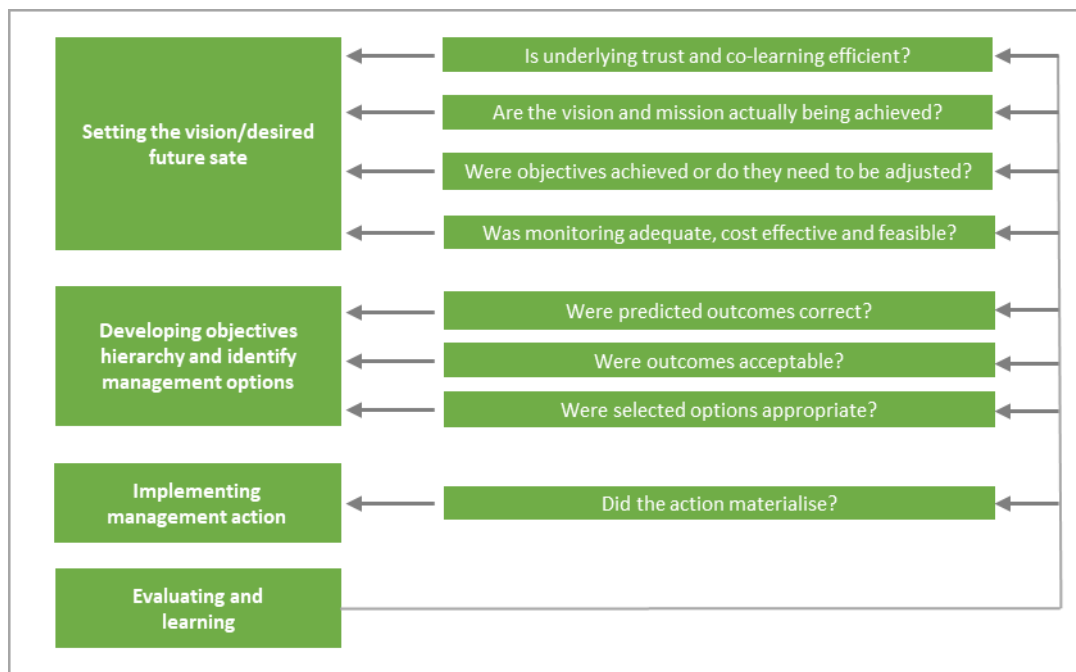 Is underlying trust and co-learning efficient?
Are the vision and mission actually being achieved?
Setting the vision/desired
future sate
Were objectives achieved or do they need to be adjusted?
Was monitoring adequate, cost effective and feasible?
Were predicted outcomes correct?
Developing objectives
hierarchy and identify
management options
Were outcomes acceptable?
Were selected options appropriate?
Implementing
management action
Did the action materialise?
Evaluating and
learning